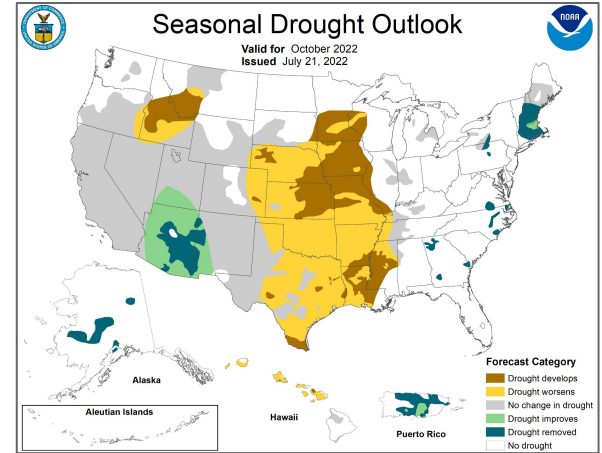 Seasonal Drought Outlook
Valid for October 2022
Issued July 21, 2022
NOAA
Alaska
Aleutian Islands
Hawaii
Puerto Rico
Forecast Category
Drought develops
Drought worsens
No change in drought
Drought improves
Drought removed
No drought